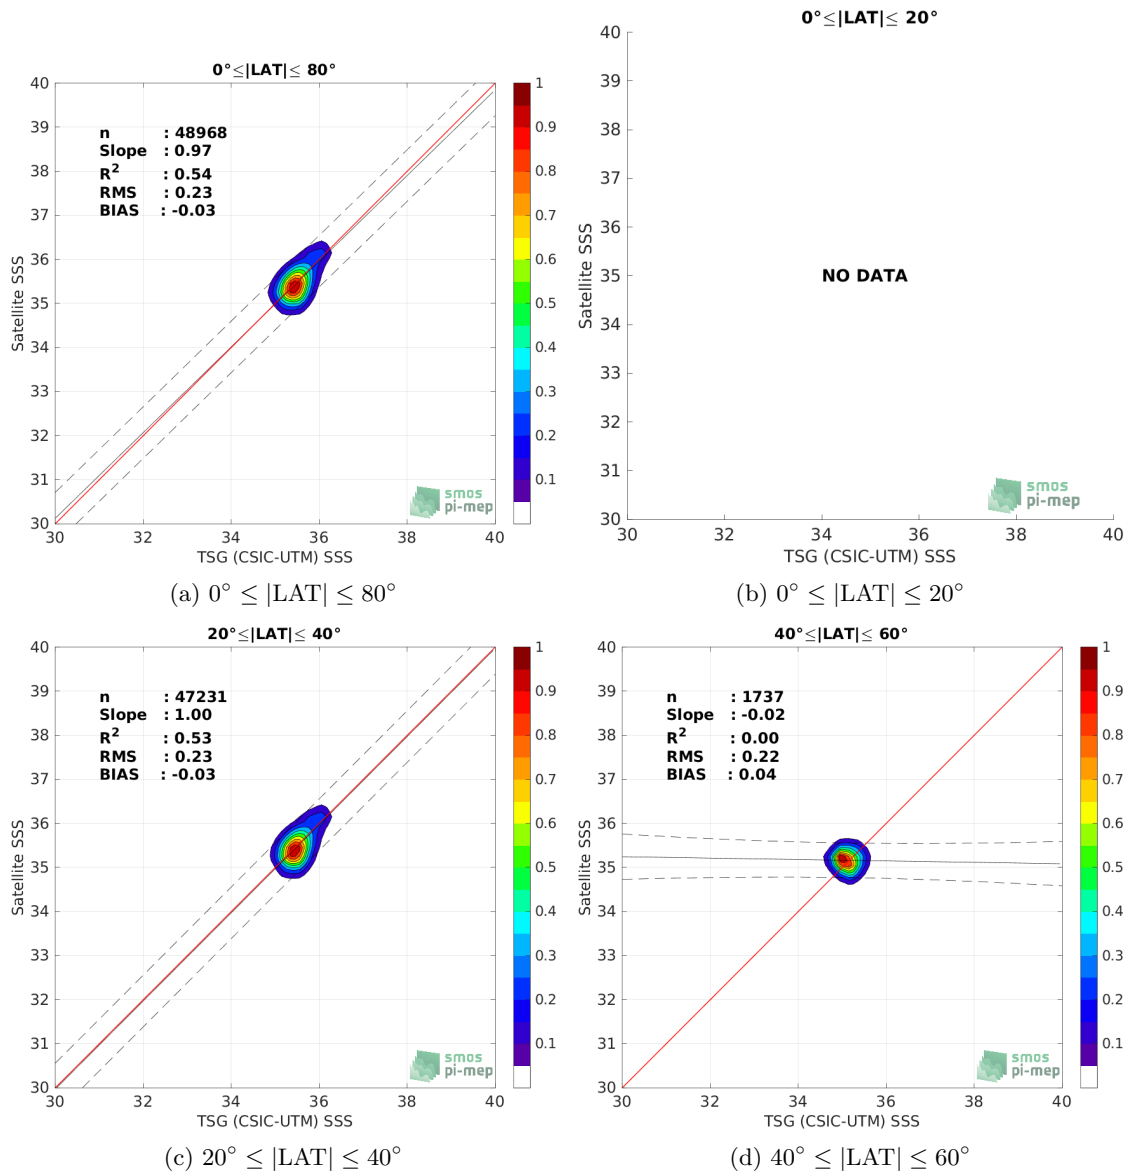 0°≤|LAT|≤ 80°
n : 48968
Slope : 0.97
R² : 0.54
RMS : 0.23
BIAS : -0.03
40
39
38
37
36
35
34
33
32
31
30
Satellite SSS
30 32 34 36 38 40
TSG (CSIC-UTM) SSS
1
0.9
0.8
0.7
0.6
0.5
0.4
0.3
0.2
0.1
smos
pi-mep
(a) 0° ≤ |LAT| ≤ 80°
0°≤|LAT|≤ 20°
40
39
38
37
36
35
34
33
32
31
30
Satellite SSS
NO DATA
30 32 34 36 38 40
TSG (CSIC-UTM) SSS
smos
pi-mep
(b) 0° ≤ |LAT| ≤ 20°
20°≤|LAT|≤ 40°
n : 47231
Slope : 1.00
R² : 0.53
RMS : 0.23
BIAS : -0.03
40
39
38
37
36
35
34
33
32
31
30
Satellite SSS
30 32 34 36 38 40
TSG (CSIC-UTM) SSS
1
0.9
0.8
0.7
0.6
0.5
0.4
0.3
0.2
0.1
smos
pi-mep
(c) 20° ≤ |LAT| ≤ 40°
40°≤|LAT|≤ 60°
n : 1737
Slope : -0.02
R² : 0.00
RMS : 0.22
BIAS : 0.04
40
39
38
37
36
35
34
33
32
31
30
Satellite SSS
30 32 34 36 38 40
TSG (CSIC-UTM) SSS
1
0.9
0.8
0.7
0.6
0.5
0.4
0.3
0.2
0.1
smos
pi-mep
(d) 40° ≤ |LAT| ≤ 60°